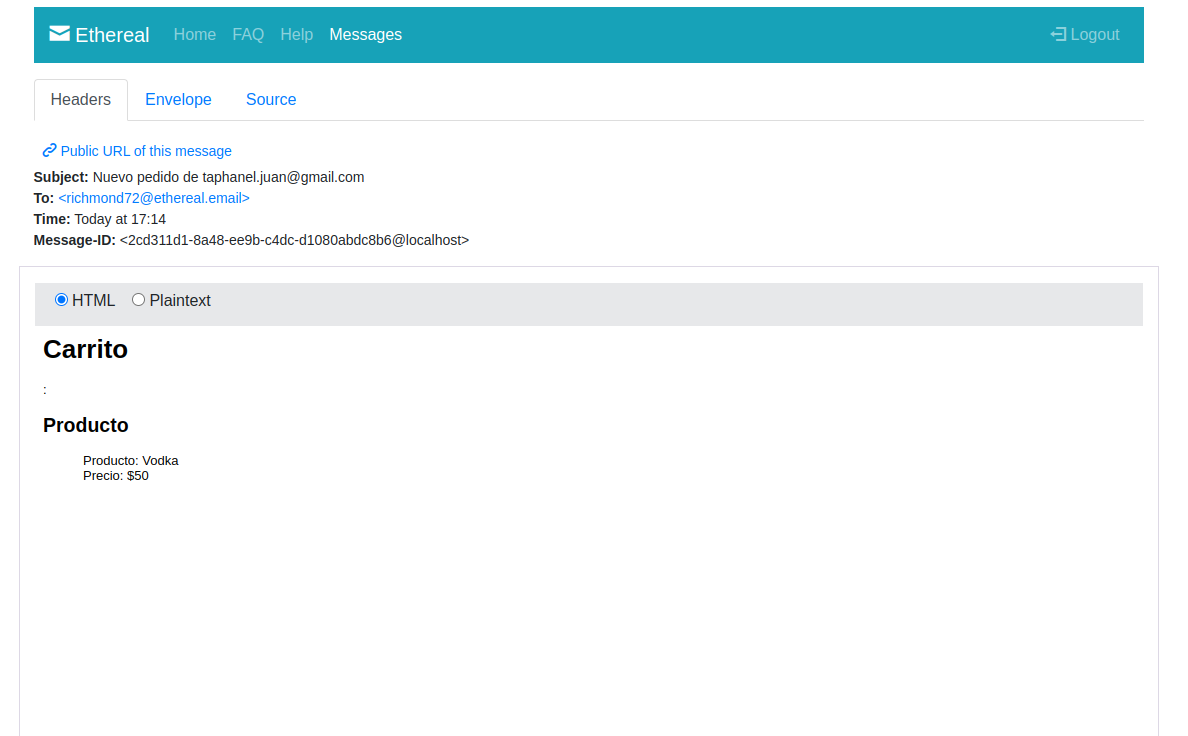 Ethereal Home FAQ Help Messages Logout
Headers Envelope Source
Public URL of this message
Subject: Nuevo pedido de taphanel.juan@gmail.com
To: <richmond72@ethereal.email>
Time: Today at 17:14
Message-ID: <2cd311d1-8a48-ee9b-c4dc-d1080abdc8b6@localhost>
HTML Plaintext
Carrito
:
Producto
Producto: Vodka
Precio: $50